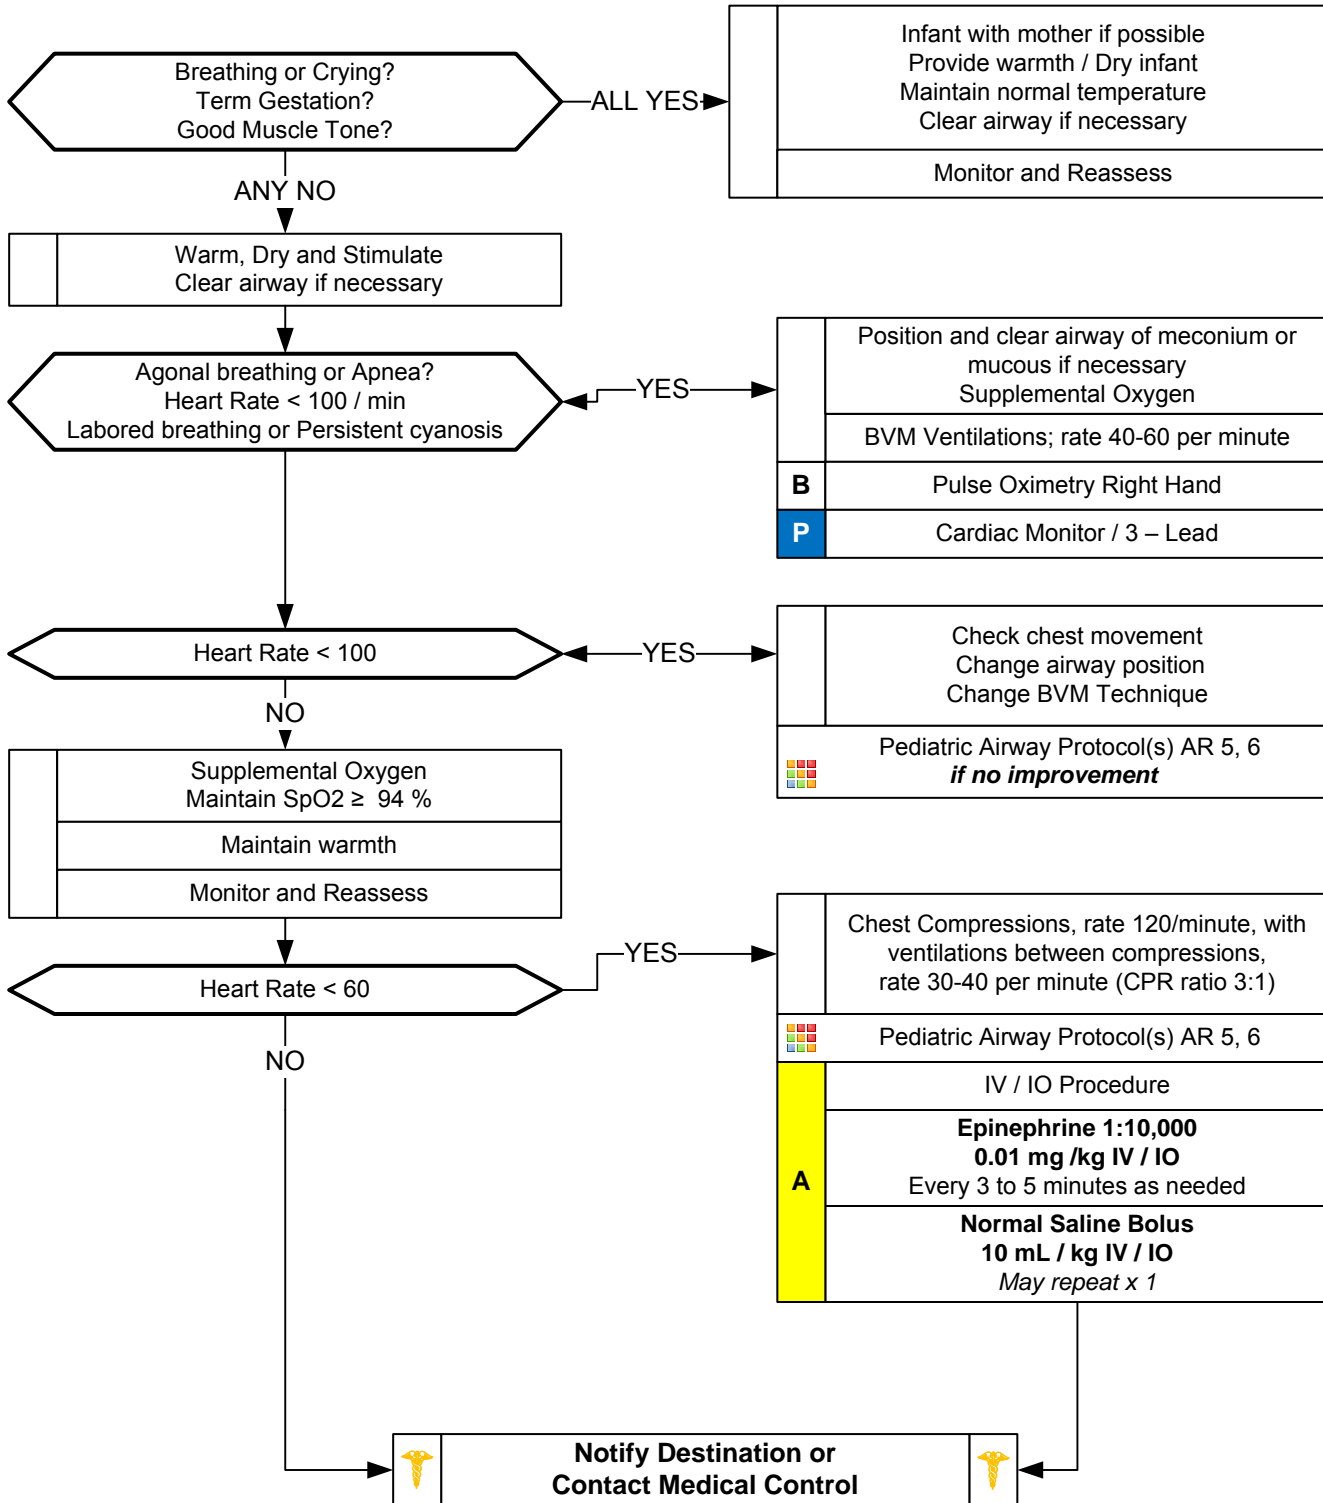 Breathing or Crying?
Term Gestation?
Good Muscle Tone?
ALL YES
Infant with mother if possible
Provide warmth / Dry infant
Maintain normal temperature
Clear airway if necessary
Monitor and Reassess
ANY NO
Warm, Dry and Stimulate
Clear airway if necessary
Agonal breathing or Apnea?
Heart Rate < 100 / min
Labored breathing or Persistent cyanosis
YES
Position and clear airway of meconium or
mucous if necessary
Supplemental Oxygen
BVM Ventilations; rate 40-60 per minute
B
Pulse Oximetry Right Hand
P
Cardiac Monitor / 3 – Lead
Heart Rate < 100
YES
Check chest movement
Change airway position
Change BVM Technique
Pediatric Airway Protocol(s) AR 5, 6
if no improvement
NO
Supplemental Oxygen
Maintain SpO2 ≥ 94 %
Maintain warmth
Monitor and Reassess
Heart Rate < 60
YES
Chest Compressions, rate 120/minute, with
ventilations between compressions,
rate 30-40 per minute (CPR ratio 3:1)
Pediatric Airway Protocol(s) AR 5, 6
A
IV / IO Procedure
Epinephrine 1:10,000
0.01 mg /kg IV / IO
Every 3 to 5 minutes as needed
Normal Saline Bolus
10 mL / kg IV / IO
May repeat x 1
NO
Notify Destination or
Contact Medical Control